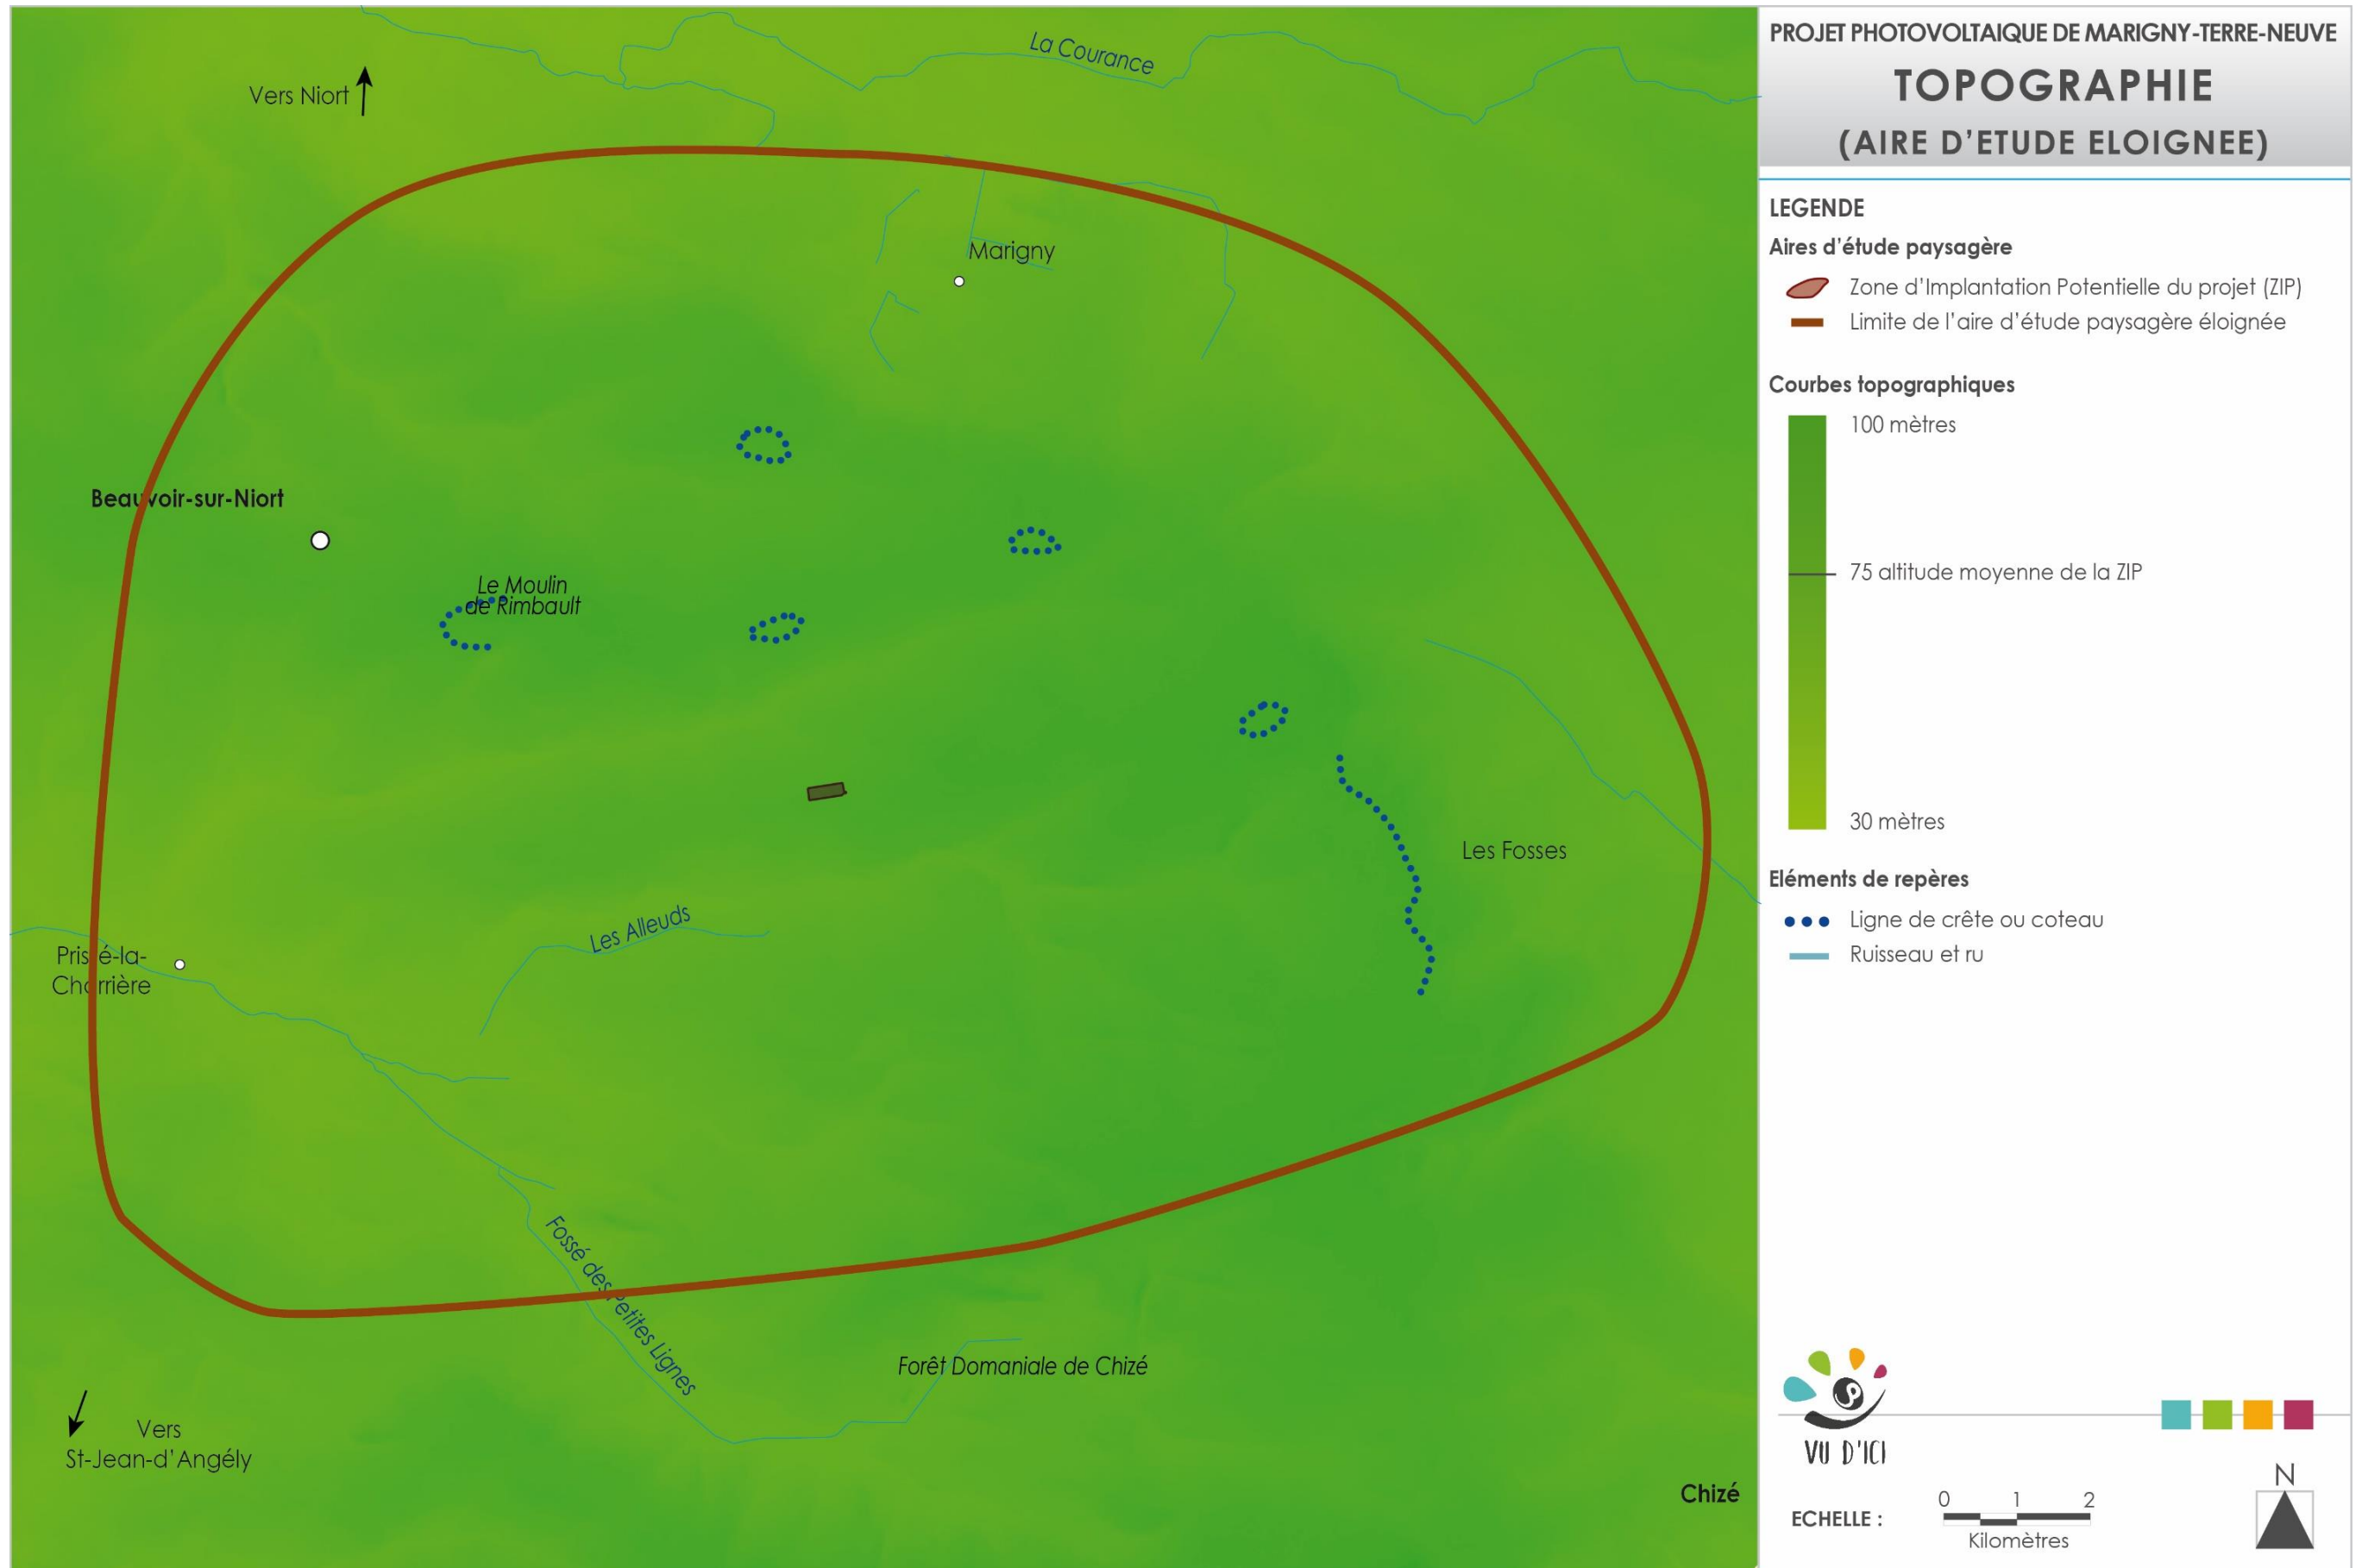 Vers Niort
La Courance
Marigny
Beauvoir-sur-Niort
Le Moulin
de Rimbault
Les Fosses
Les Alleuds
Prissé-la-
Charrière
Fossé des Petites Lignes
Forêt Domaniale de Chizé
Vers
St-Jean-d'Angély
Chizé
PROJET PHOTOVOLTAIQUE DE MARIGNY-TERRE-NEUVE
TOPOGRAPHIE
(AIRE D'ETUDE ELOIGNEE)
LEGENDE
Aires d'étude paysagère
Zone d'Implantation Potentielle du projet (ZIP)
Limite de l'aire d'étude paysagère éloignée
Courbes topographiques
100 mètres
75 altitude moyenne de la ZIP
30 mètres
Eléments de repères
Ligne de crête ou coteau
Ruisseau et ru
VU D'ICI
N
ECHELLE :
0 1 2
Kilomètres